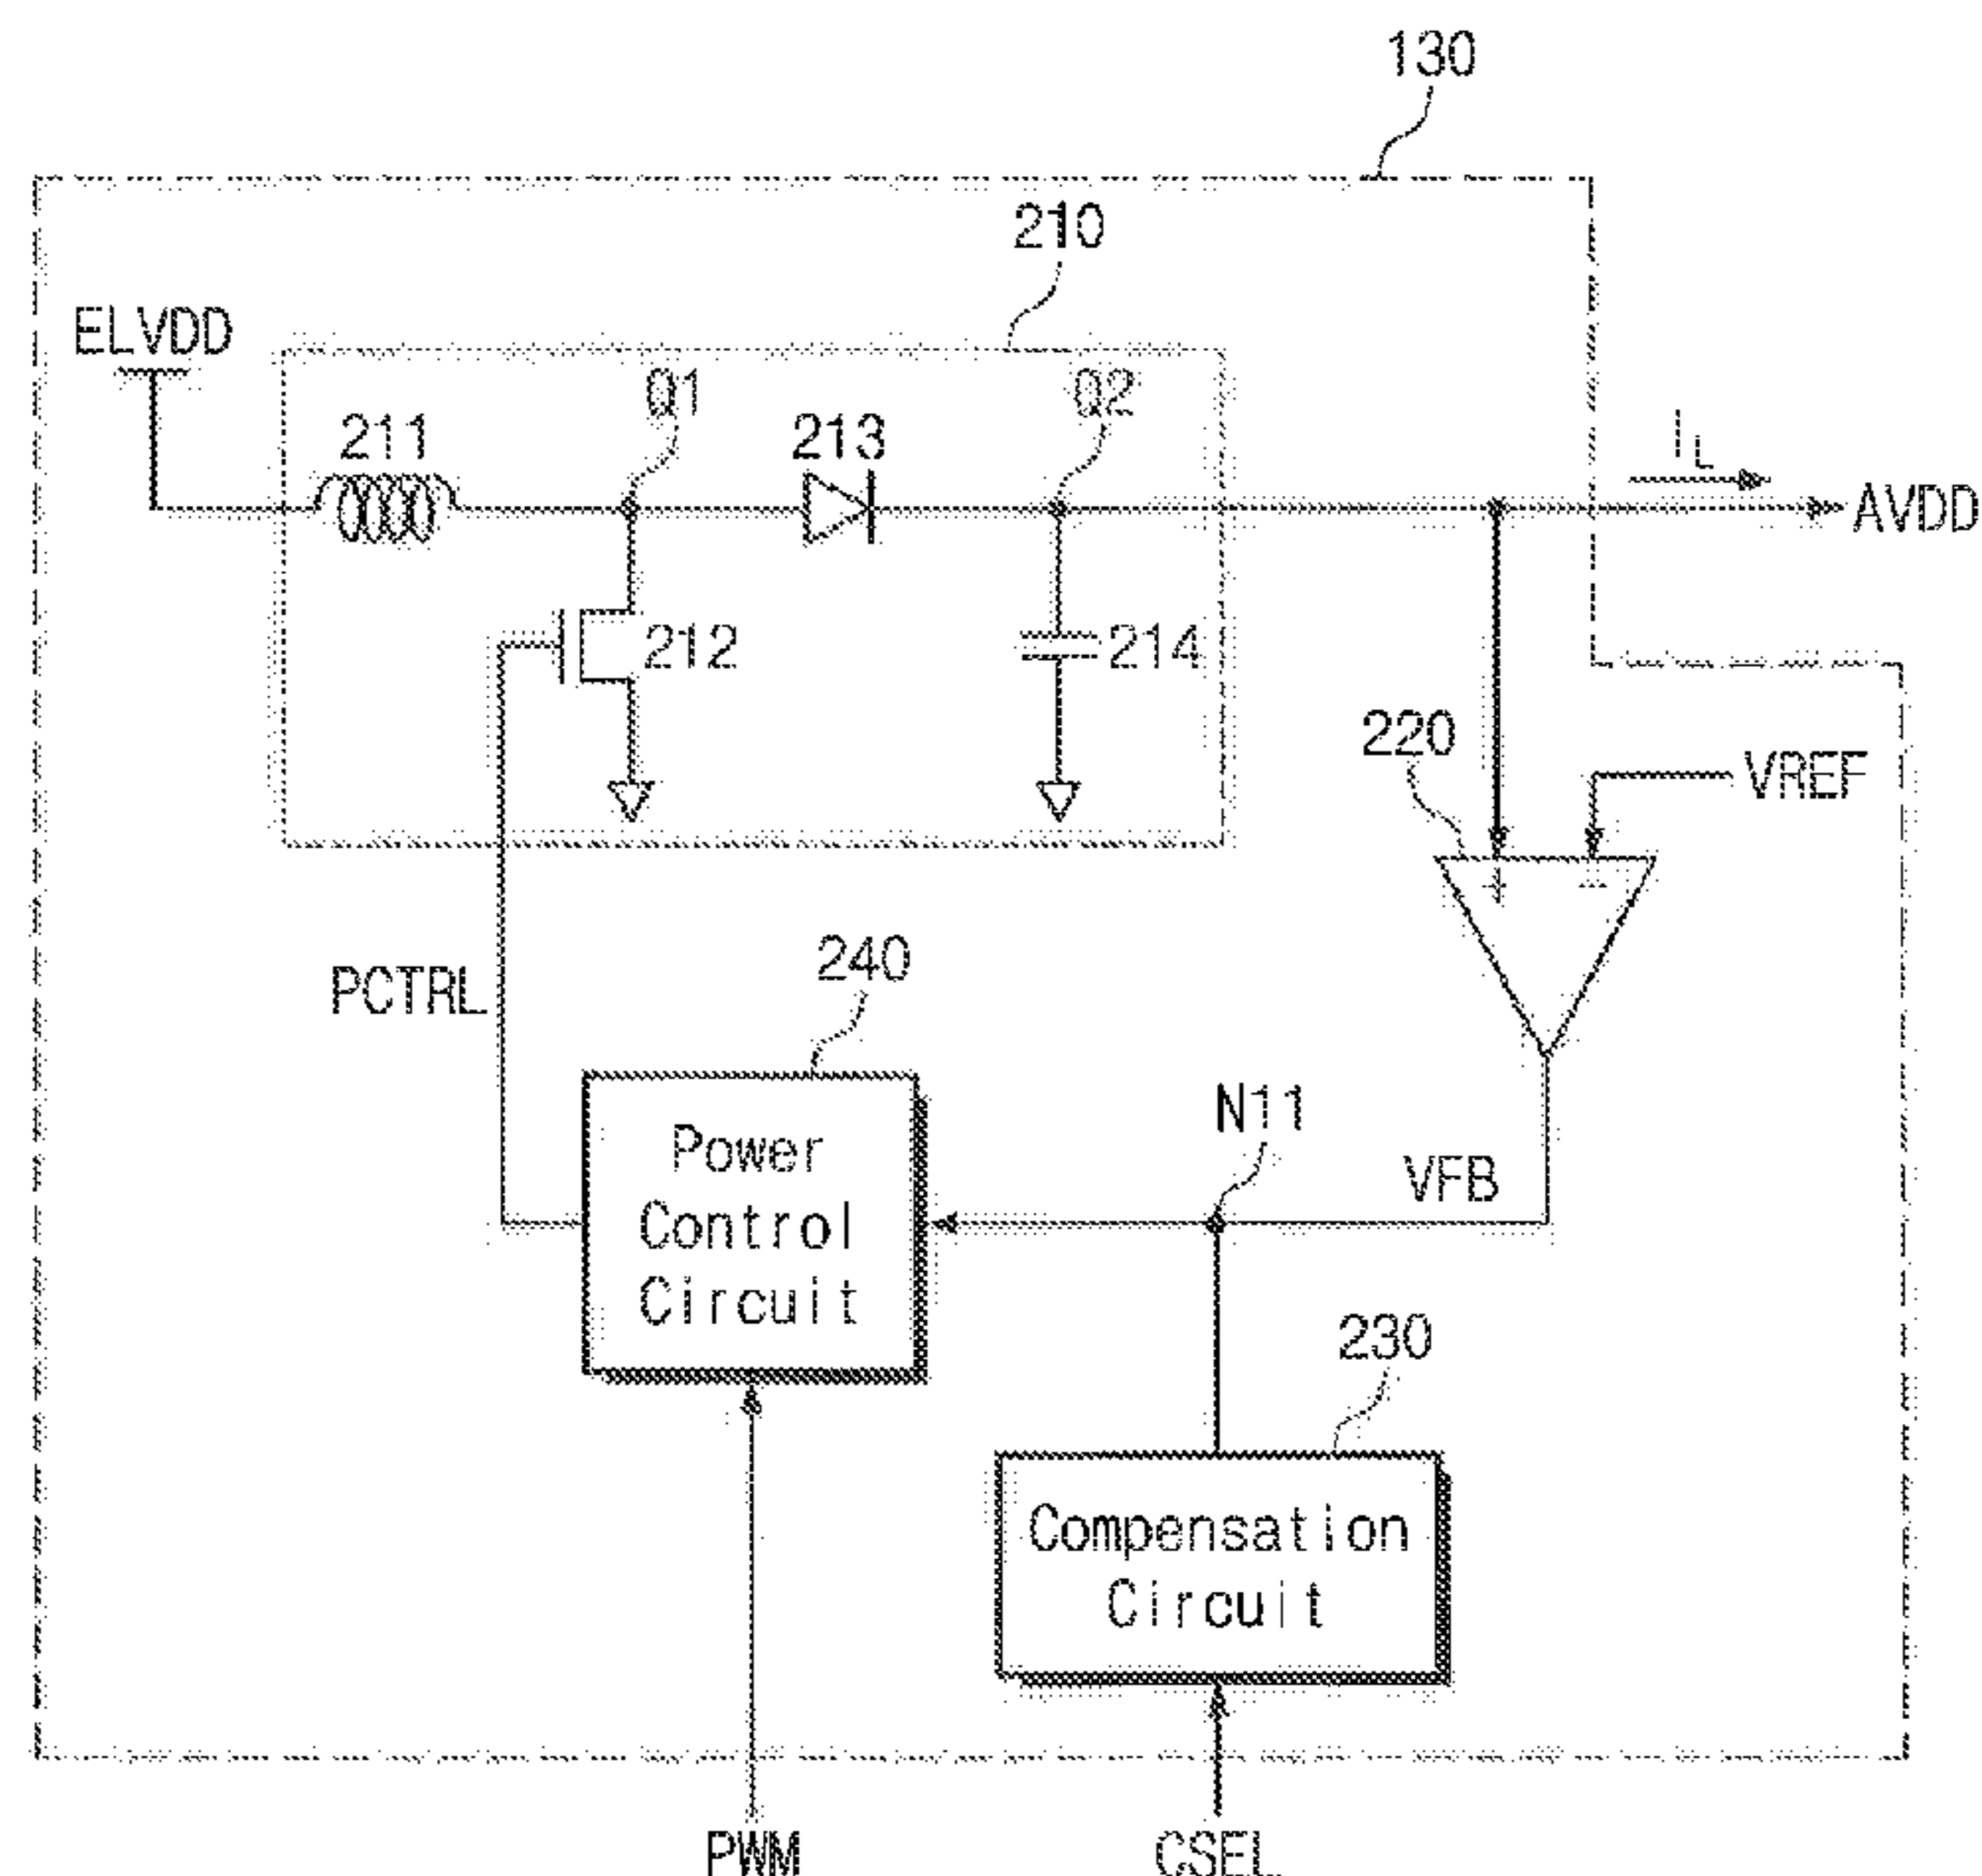 130
210
ELVDD
Q1
Q2
211
213
IL
AVDD
212
214
220
VREF
+
-
240
PCTRL
N11
Power
Control
Circuit
VFB
230
Compensation
Circuit
PWM
CSEL